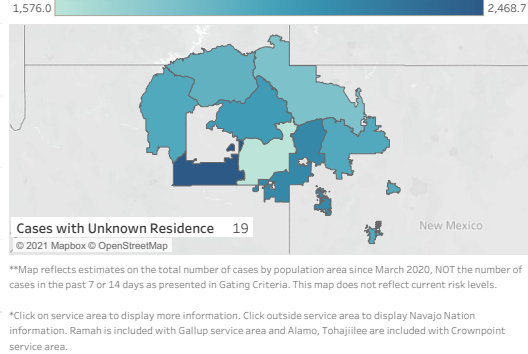 1,576.0 2,468.7
New Mexico
Cases with Unknown Residence 19
© 2021 Mapbox © OpenStreetMap
**Map reflects estimates on the total number of cases by population area since March 2020, NOT the number of
cases in the past 7 or 14 days as presented in Gating Criteria. This map does not reflect current risk levels.
*Click on service area to display more information. Click outside service area to display Navajo Nation
information. Ramah is included with Gallup service area and Alamo, Tohajiilee are included with Crownpoint
service area.